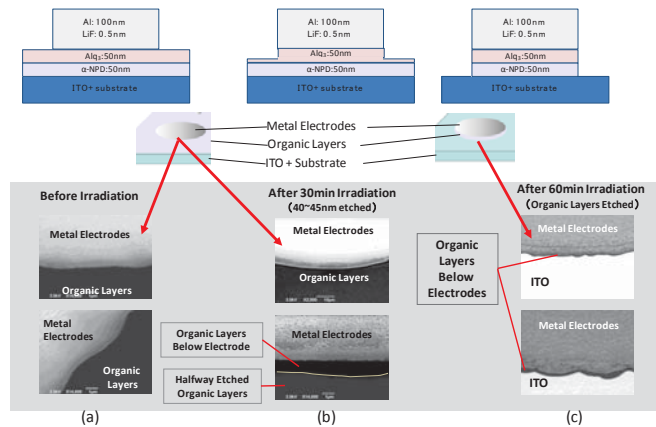 Al: 100nm
LiF: 0.5nm
Alq3:50nm
α-NPD:50nm
ITO+ substrate
Al: 100nm
LiF: 0.5nm
Alq3:50nm
α-NPD:50nm
ITO+ substrate
Al: 100nm
LiF: 0.5nm
Alq3:50nm
α-NPD:50nm
ITO+ substrate
Metal Electrodes
Organic Layers
ITO + Substrate
Before Irradiation
After 30min Irradiation
(40~45nm etched)
After 60min Irradiation
(Organic Layers Etched)
Metal Electrodes
Organic Layers
Metal Electrodes
Organic Layers
Metal Electrodes
ITO
Organic
Layers
Below
Electrodes
Metal
Electrodes
Organic
Layers
Organic Layers
Below Electrode
Halfway Etched
Organic Layers
Metal Electrodes
Metal Electrodes
ITO
(a)
(b)
(c)